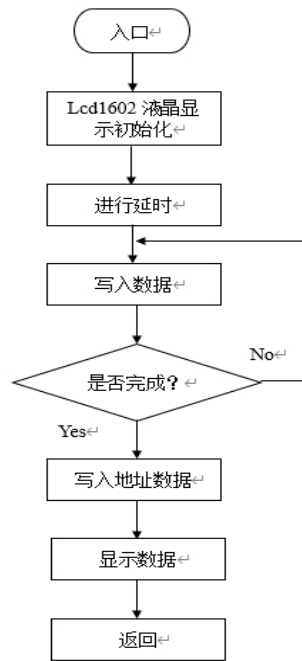 入口
Lcd1602 液晶显
示初始化
进行延时
写入数据
是否完成？
No
Yes
写入地址数据
显示数据
返回